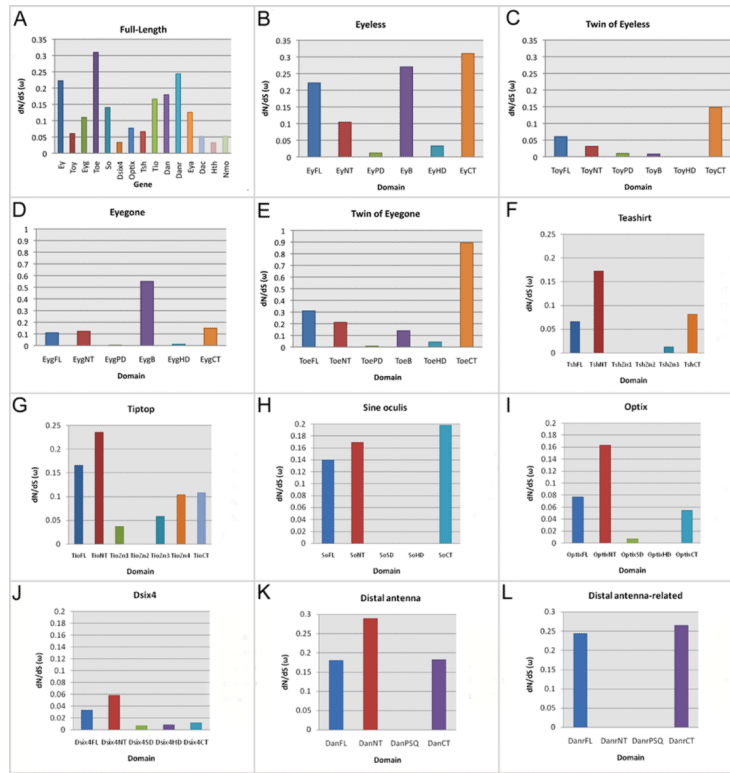 A
Full-Length
dN/dS (ω)
0.35
0.3
0.25
0.2
0.15
0.1
0.05
0
Ey Toy Eyg Toe So Dsix4 Optix Tsh Tio Dan Danr Eya Dac Hth Nmo
Gene
B
Eyeless
dN/dS (ω)
0.35
0.3
0.25
0.2
0.15
0.1
0.05
0
EyFL EyNT EyPD EyB EyHD EyCT
Domain
C
Twin of Eyeless
dN/dS (ω)
0.35
0.3
0.25
0.2
0.15
0.1
0.05
0
ToyFL ToyNT ToyPD ToyB ToyHD ToyCT
Domain
D
Eyegone
dN/dS (ω)
1
0.9
0.8
0.7
0.6
0.5
0.4
0.3
0.2
0.1
0
EygFL EygNT EygPD EygB EygHD EygCT
Domain
E
Twin of Eyegone
dN/dS (ω)
1
0.9
0.8
0.7
0.6
0.5
0.4
0.3
0.2
0.1
0
ToeFL ToeNT ToePD ToeB ToeHD ToeCT
Domain
F
Teashirt
dN/dS (ω)
0.25
0.2
0.15
0.1
0.05
0
TshFL TshNT TshZn1 TshZn2 TshZn3 TshCT
Domain
G
Tiptop
dN/dS (ω)
0.25
0.2
0.15
0.1
0.05
0
TioFL TioNT TioZn1 TioZn2 TioZn3 TioZn4 TioCT
Domain
H
Sine oculis
dN/dS (ω)
0.2
0.18
0.16
0.14
0.12
0.1
0.08
0.06
0.04
0.02
0
SoFL SoNT SoSD SoHD SoCT
Domain
I
Optix
dN/dS (ω)
0.2
0.18
0.16
0.14
0.12
0.1
0.08
0.06
0.04
0.02
0
OptixFL OptixNT OptixSD OptixHD OptixCT
Domain
J
Dsix4
dN/dS (ω)
0.2
0.18
0.16
0.14
0.12
0.1
0.08
0.06
0.04
0.02
0
Dsix4FL Dsix4NT Dsix4SD Dsix4HD Dsix4CT
Domain
K
Distal antenna
dN/dS (ω)
0.3
0.25
0.2
0.15
0.1
0.05
0
DanFL DanNT DanPSQ DanCT
Domain
L
Distal antenna-related
dN/dS (ω)
0.3
0.25
0.2
0.15
0.1
0.05
0
DanrFL DanrNT DanrPSQ DanrCT
Domain